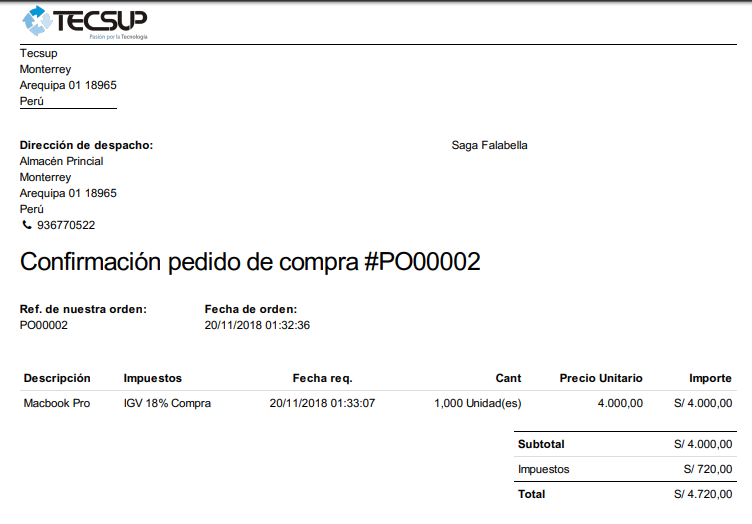 TECSUP
Pasión por la Tecnología
Tecsup
Monterrey
Arequipa 01 18965
Perú
Dirección de despacho:
Almacén Princial
Monterrey
Arequipa 01 18965
Perú
936770522
Saga Falabella
Confirmación pedido de compra #PO00002
Ref. de nuestra orden: Fecha de orden:
PO00002 20/11/2018 01:32:36
Descripción Impuestos Fecha req. Cant Precio Unitario Importe
Macbook Pro IGV 18% Compra 20/11/2018 01:33:07 1,000 Unidad(es) 4.000,00 S/ 4.000,00
Subtotal S/ 4.000,00
Impuestos S/ 720,00
Total S/ 4.720,00